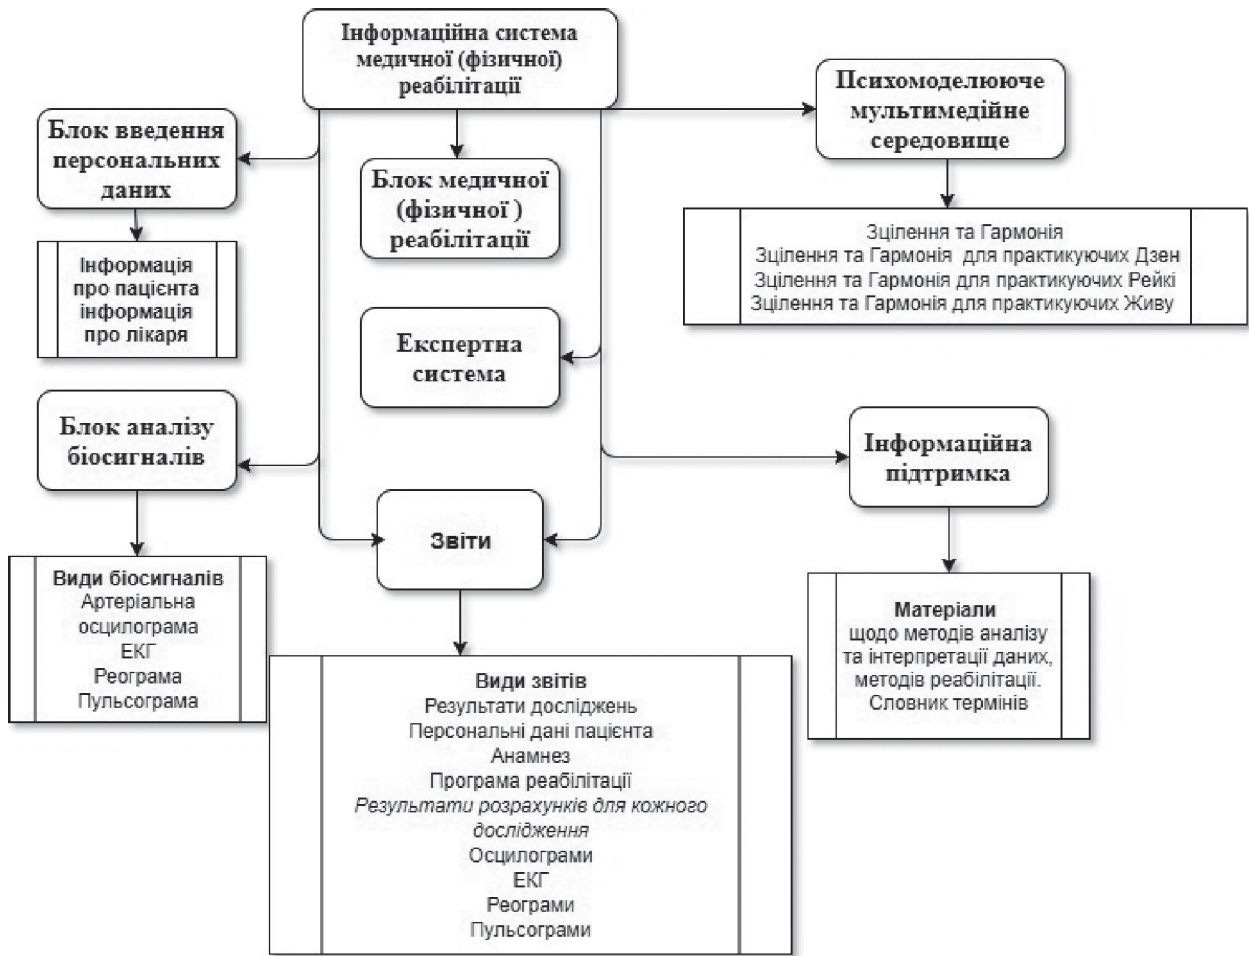 Інформаційна система
медичної (фізичної)
реабілітації
Психомоделююче
мультимедійне
середовище
Блок введення
персональних
даних
Блок медичної
(фізичної )
реабілітації
Зцілення та Гармонія
Зцілення та Гармонія для практикуючих Дзен
Зцілення та Гармонія для практикуючих Рейкі
Зцілення та Гармонія для практикуючих Живу
Інформація
про пацієнта
інформація
про лікаря
Експертна
система
Блок аналізу
біосигналів
Інформаційна
підтримка
Звіти
Види біосигналів
Артеріальна
осцилограма
ЕКГ
Реограма
Пульсограма
Матеріали
щодо методів аналізу
та інтерпретації даних,
методів реабілітації.
Словник термінів
Види звітів
Результати досліджень
Персональні дані пацієнта
Анамнез
Програма реабілітації
Результати розрахунків для кожного
дослідження
Осцилограми
ЕКГ
Реограми
Пульсограми